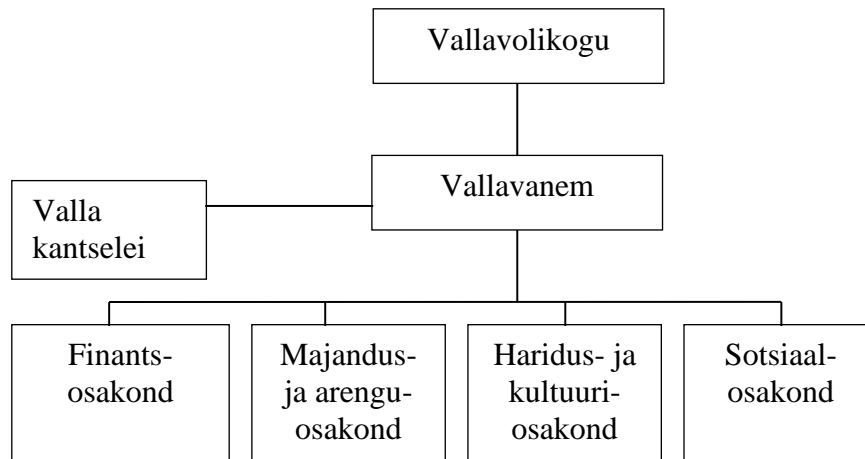 Vallavolikogu
Vallavanem
Valla
kantselei
Finants-
osakond
Majandus-
ja arengu-
osakond
Haridus- ja
kultuuri-
osakond
Sotsiaal-
osakond